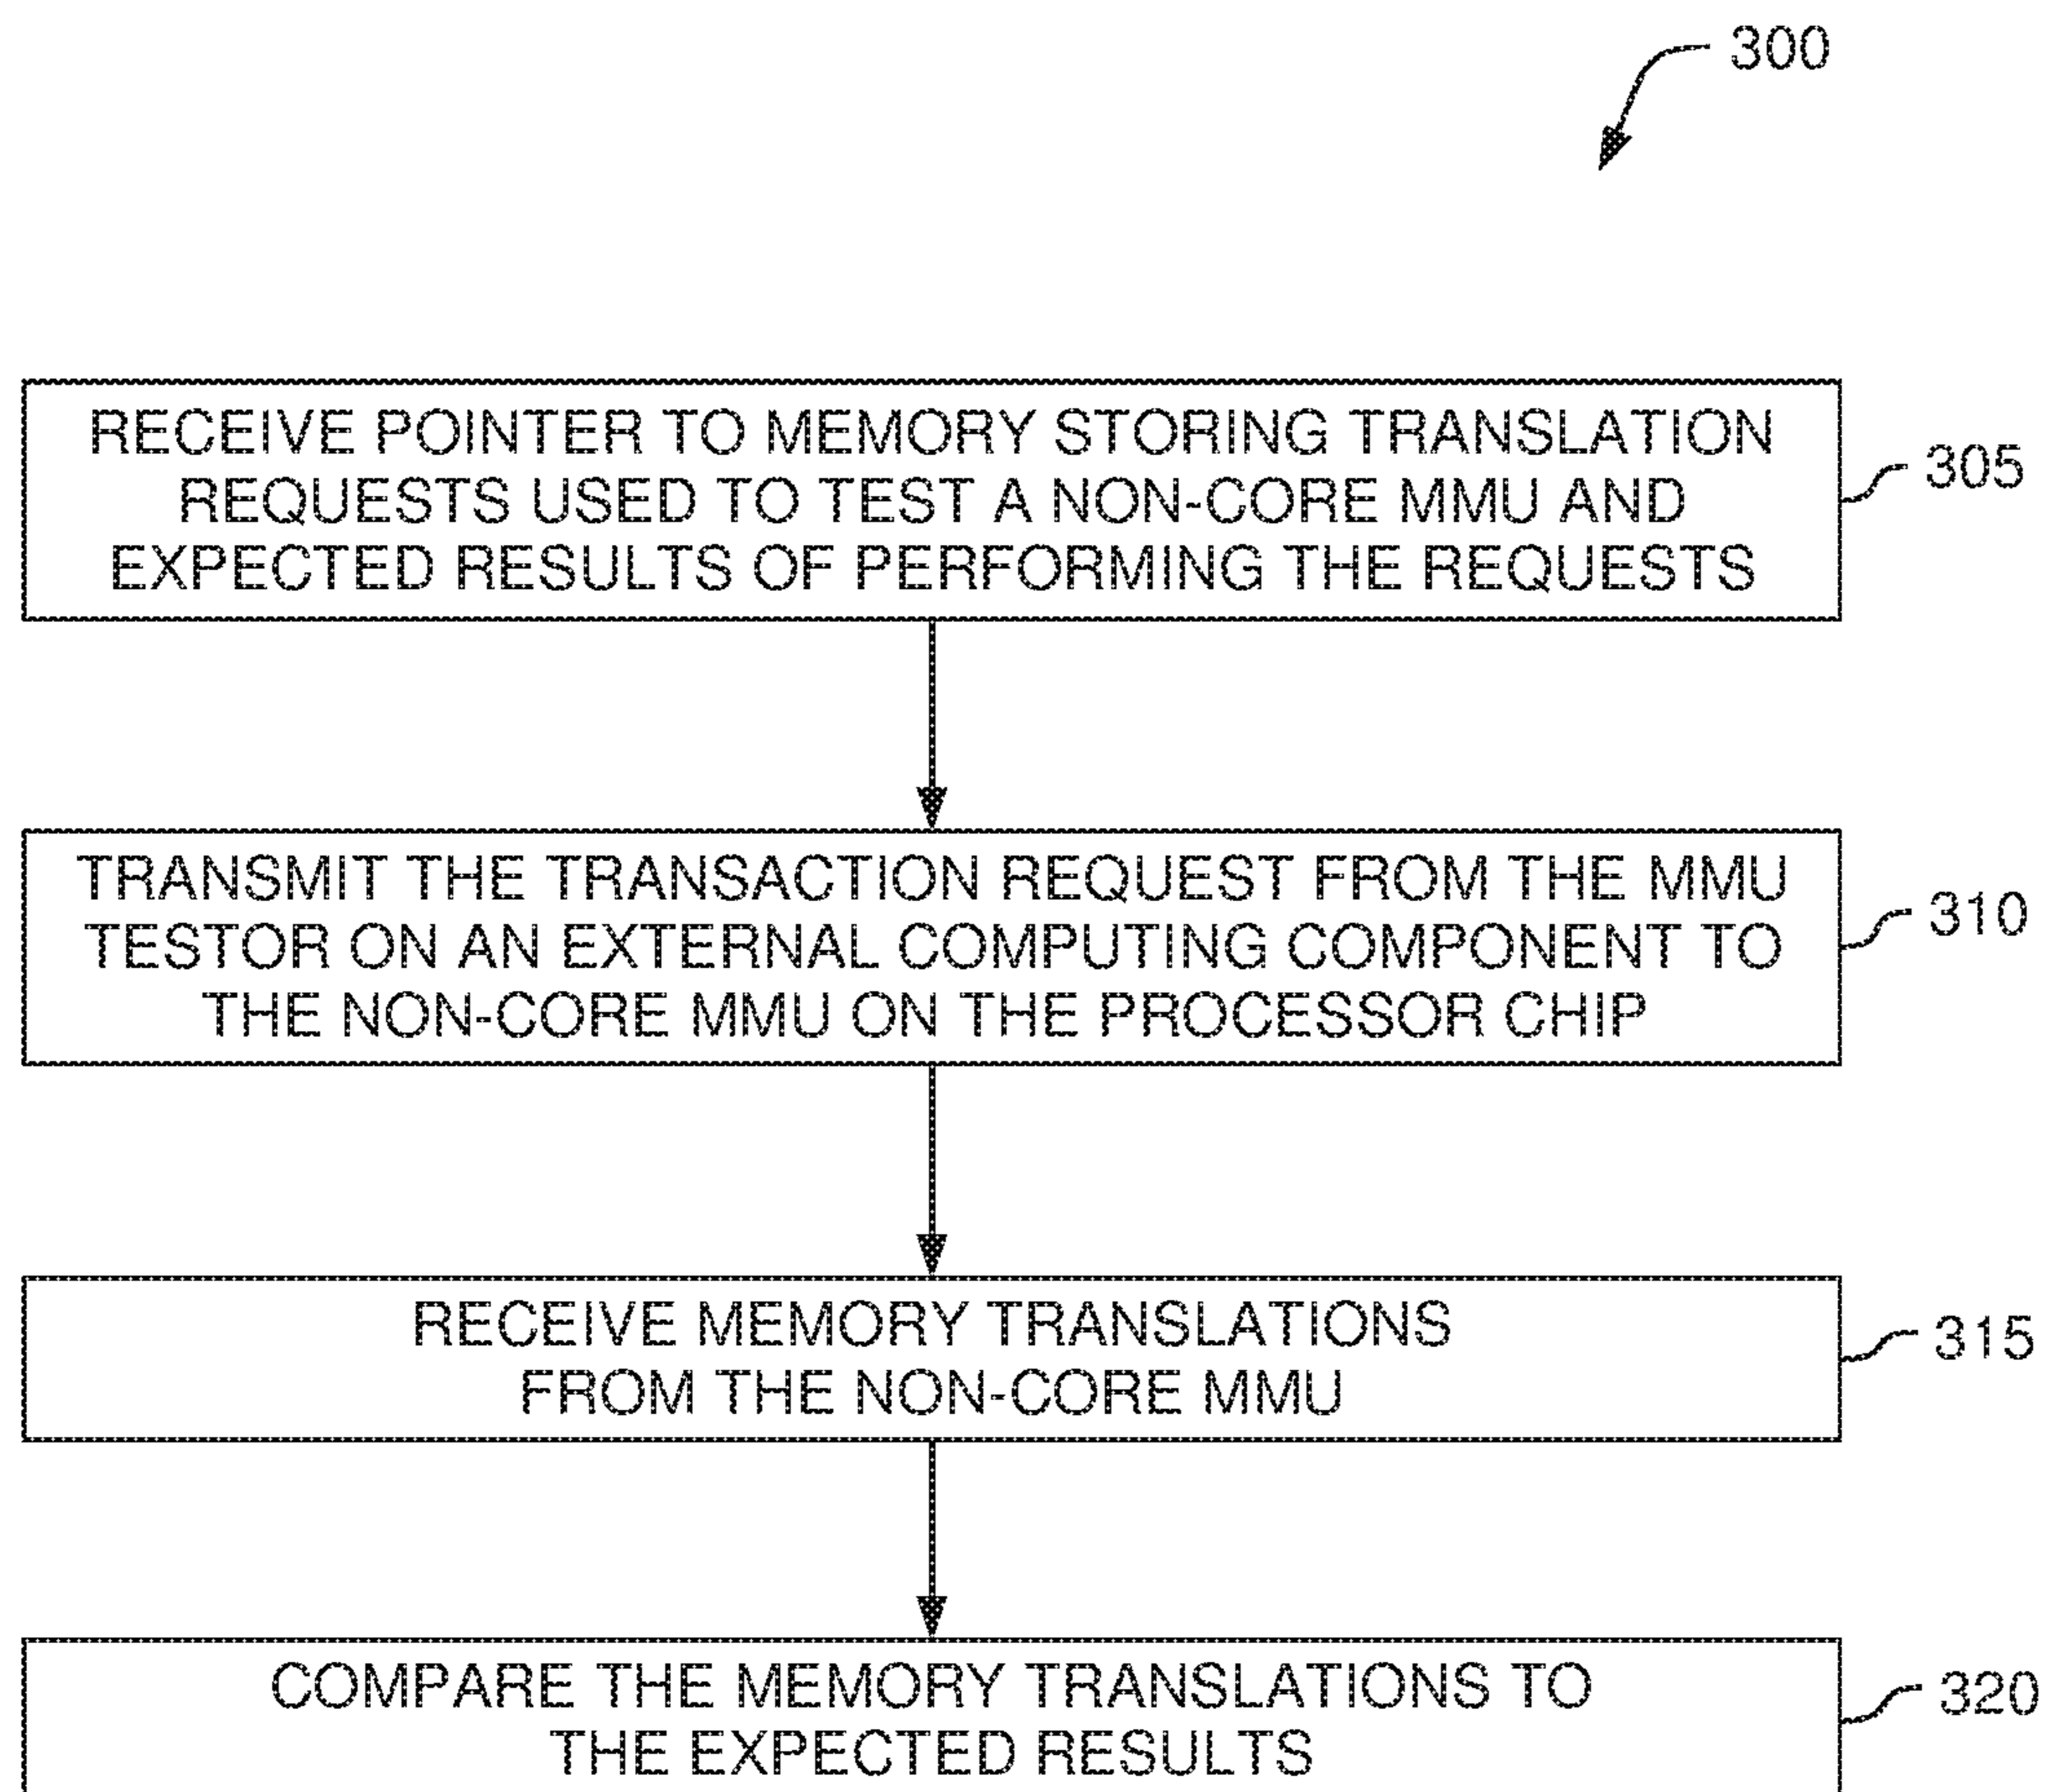 300
RECEIVE POINTER TO MEMORY STORING TRANSLATION
REQUESTS USED TO TEST A NON-CORE MMU AND
EXPECTED RESULTS OF PERFORMING THE REQUESTS
305
TRANSMIT THE TRANSACTION REQUEST FROM THE MMU
TESTOR ON AN EXTERNAL COMPUTING COMPONENT TO
THE NON-CORE MMU ON THE PROCESSOR CHIP
310
RECEIVE MEMORY TRANSLATIONS
FROM THE NON-CORE MMU
315
COMPARE THE MEMORY TRANSLATIONS TO
THE EXPECTED RESULTS
320